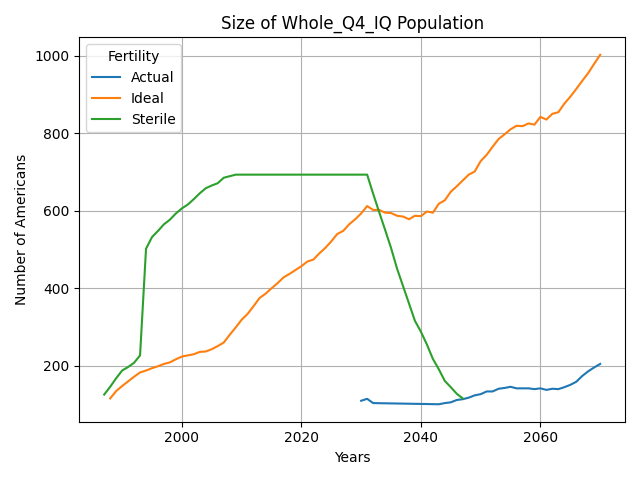 Size of Whole_Q4_IQ Population
Fertility
Actual
Ideal
Sterile
Number of Americans
1000
800
600
400
200
2000
2020
2040
2060
Years